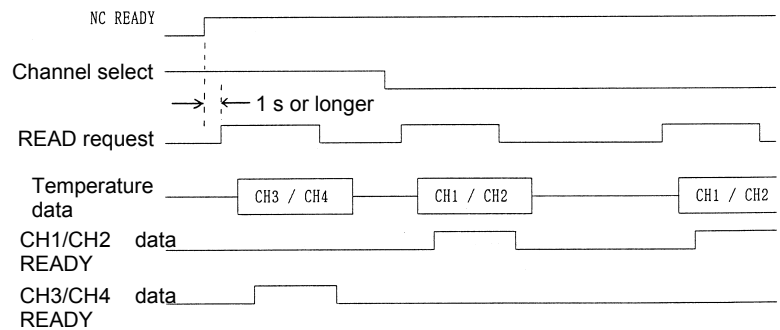 NC READY
Channel select
1 s or longer
READ request
Temperature
data
CH3 / CH4
CH1 / CH2
CH1 / CH2
CH1/CH2 data
READY
CH3/CH4 data
READY